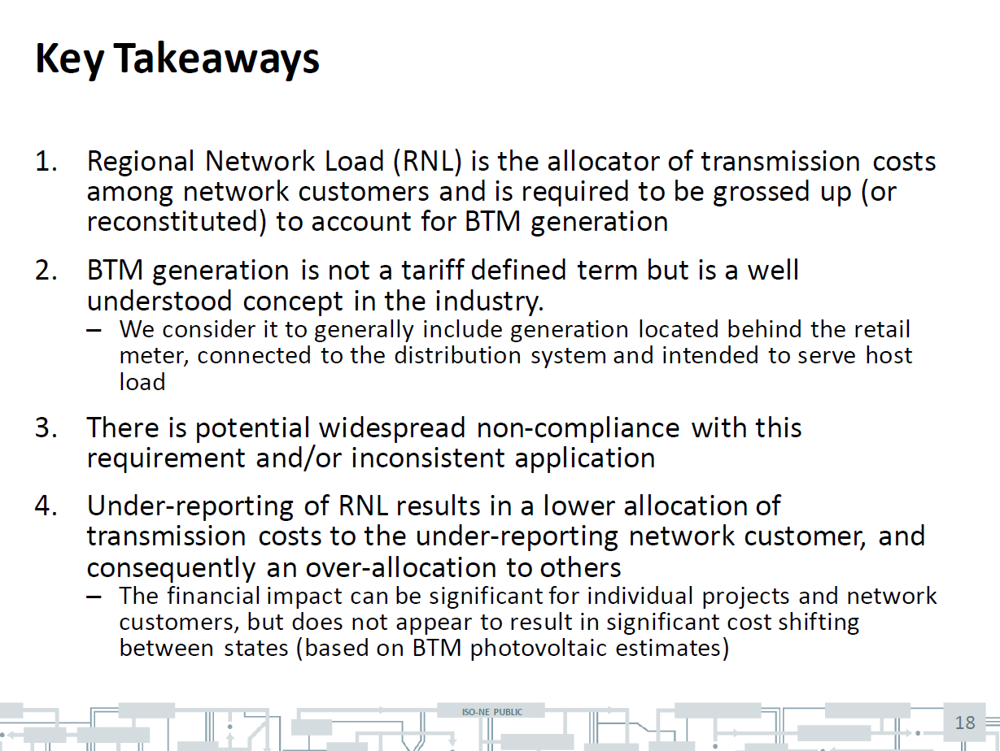 Key Takeaways
1. Regional Network Load (RNL) is the allocator of transmission costs
among network customers and is required to be grossed up (or
reconstituted) to account for BTM generation
2. BTM generation is not a tariff defined term but is a well
understood concept in the industry.
– We consider it to generally include generation located behind the retail
meter, connected to the distribution system and intended to serve host
load
3. There is potential widespread non-compliance with this
requirement and/or inconsistent application
4. Under-reporting of RNL results in a lower allocation of
transmission costs to the under-reporting network customer, and
consequently an over-allocation to others
– The financial impact can be significant for individual projects and network
customers, but does not appear to result in significant cost shifting
between states (based on BTM photovoltaic estimates)
ISO-NE PUBLIC
18